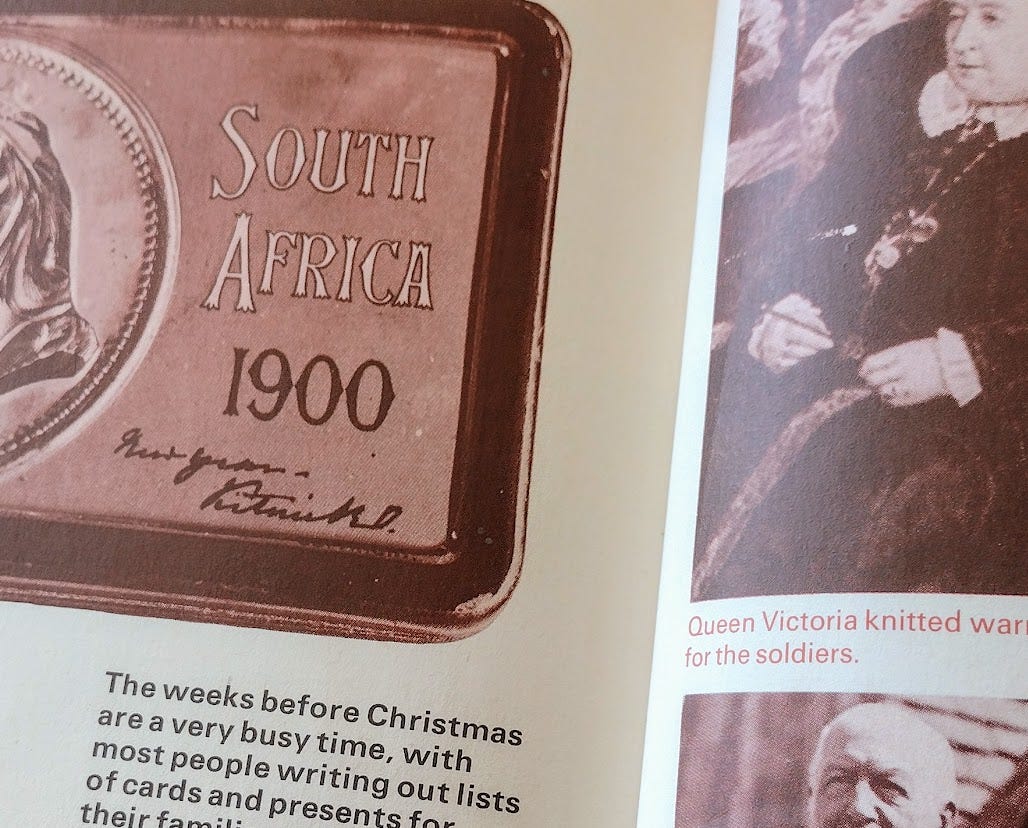 SOUTH
AFRICA
1900
The weeks before Christmas
are a very busy time, with
most people writing out lists
of cards and presents for
their
Queen Victoria knitted
for the soldiers.